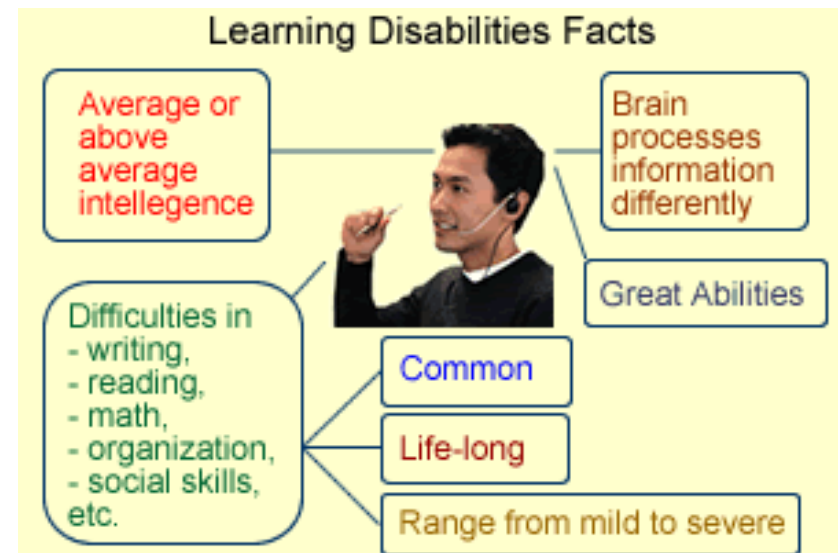 Learning Disabilities Facts
Average or
above
average
intellegence
Brain
processes
information
differently
Great Abilities
Difficulties in
- writing,
- reading,
- math,
- organization,
- social skills,
etc.
Common
Life-long
Range from mild to severe